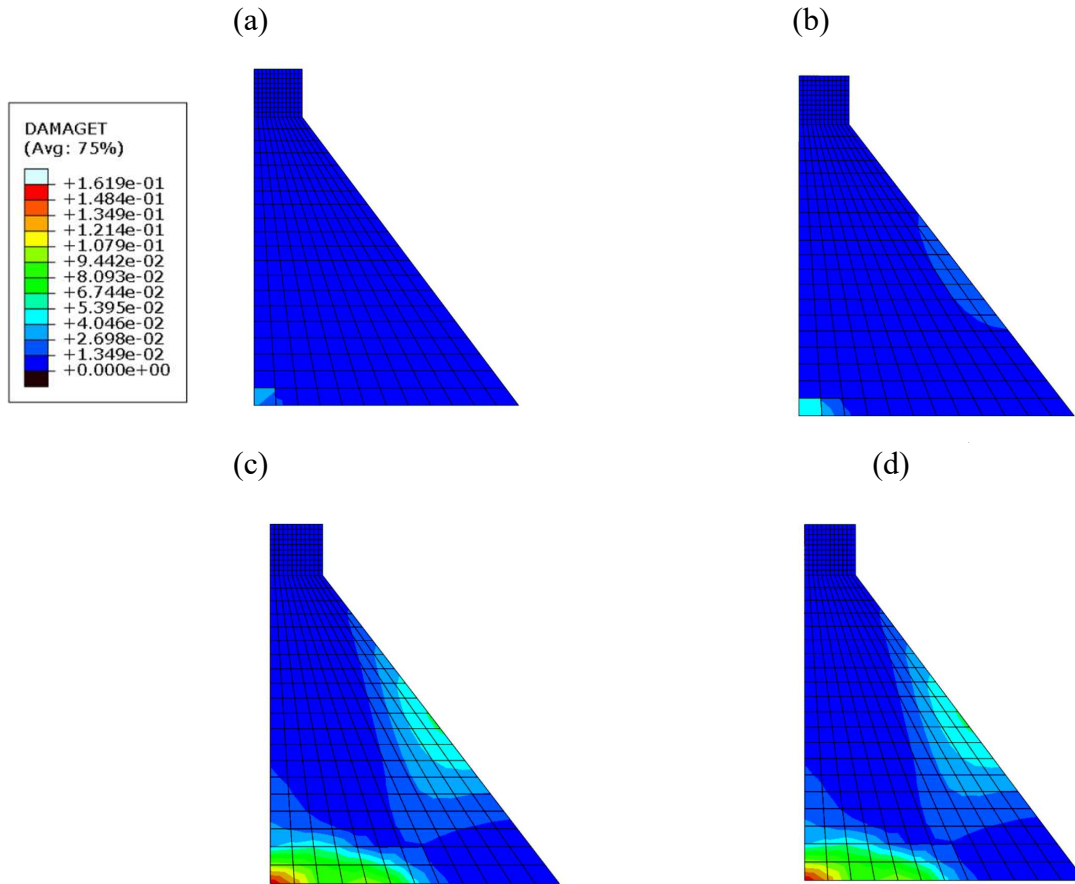 (a)
(b)
DAMAGET
(Avg: 75%)
+1.619e-01
+1.484e-01
+1.349e-01
+1.214e-01
+1.079e-01
+9.442e-02
+8.093e-02
+6.744e-02
+5.395e-02
+4.046e-02
+2.698e-02
+1.349e-02
+0.000e+00
(c)
(d)